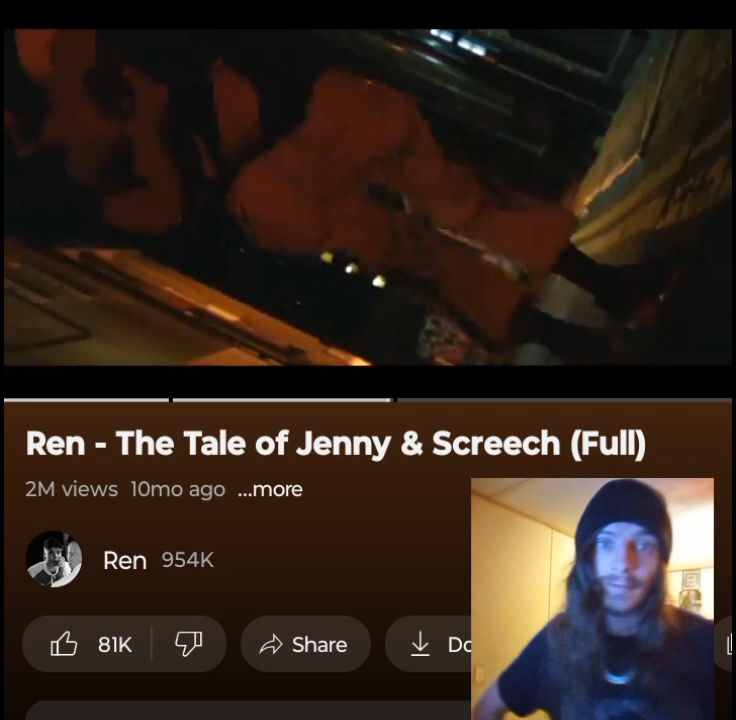 Ren - The Tale of Jenny & Screech (Full)
2M views 10mo ago ...more
Ren 954K
81K Share Do